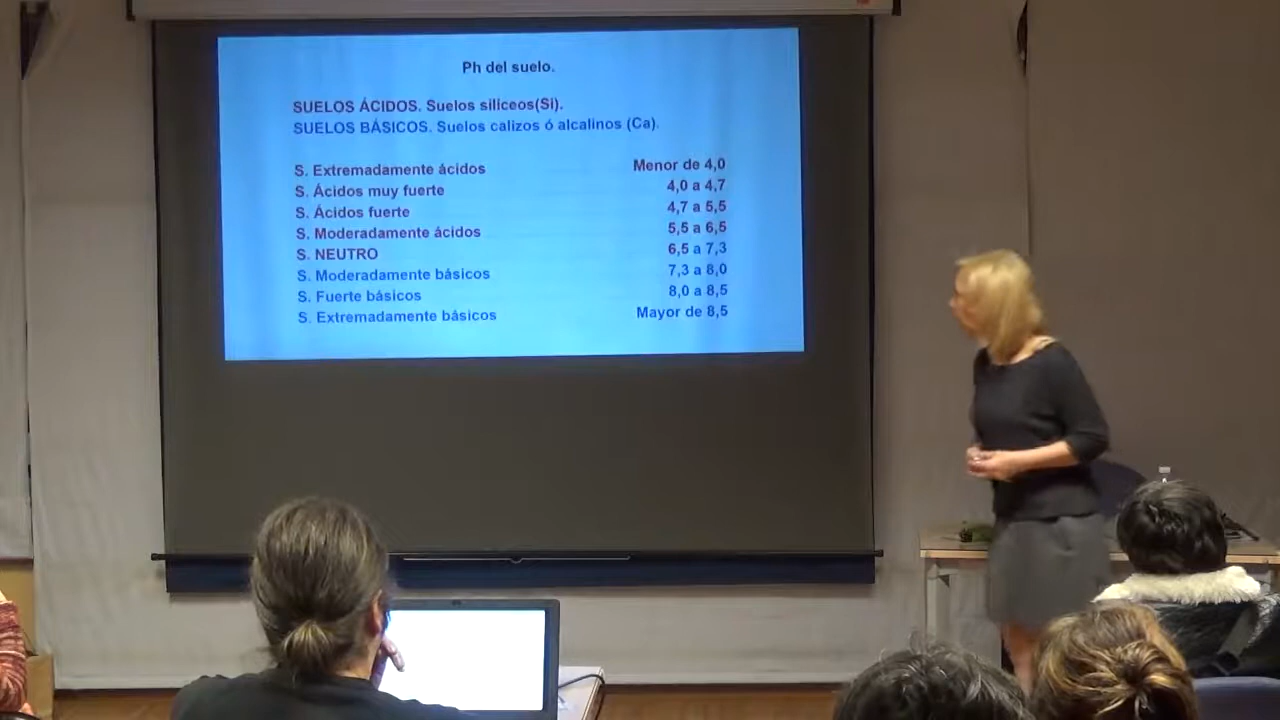 Ph del suelo.
SUELOS ÁCIDOS. Suelos silíceos(Si).
SUELOS BÁSICOS. Suelos calizos ó alcalinos (Ca).
S. Extremadamente ácidos Menor de 4,0
S. Ácidos muy fuerte 4,0 a 4,7
S. Ácidos fuerte 4,7 a 5,5
S. Moderadamente ácidos 5,5 a 6,5
S. NEUTRO 6,5 a 7,3
S. Moderadamente básicos 7,3 a 8,0
S. Fuerte básicos 8,0 a 8,5
S. Extremadamente básicos Mayor de 8,5